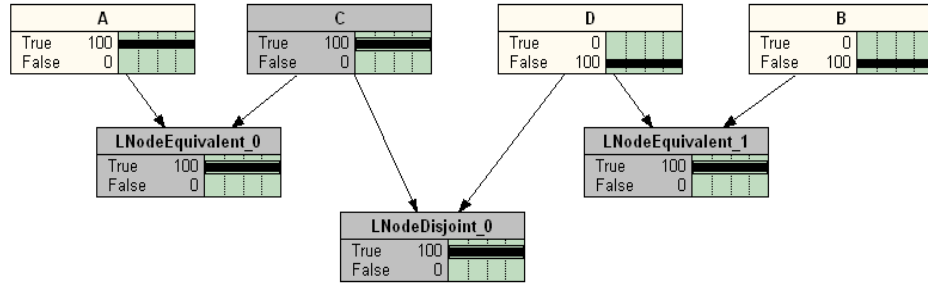 A
True 100
False 0
C
True 100
False 0
D
True 0
False 100
B
True 0
False 100
LNodeEquivalent_0
True 100
False 0
LNodeEquivalent_1
True 100
False 0
LNodeDisjoint_0
True 100
False 0